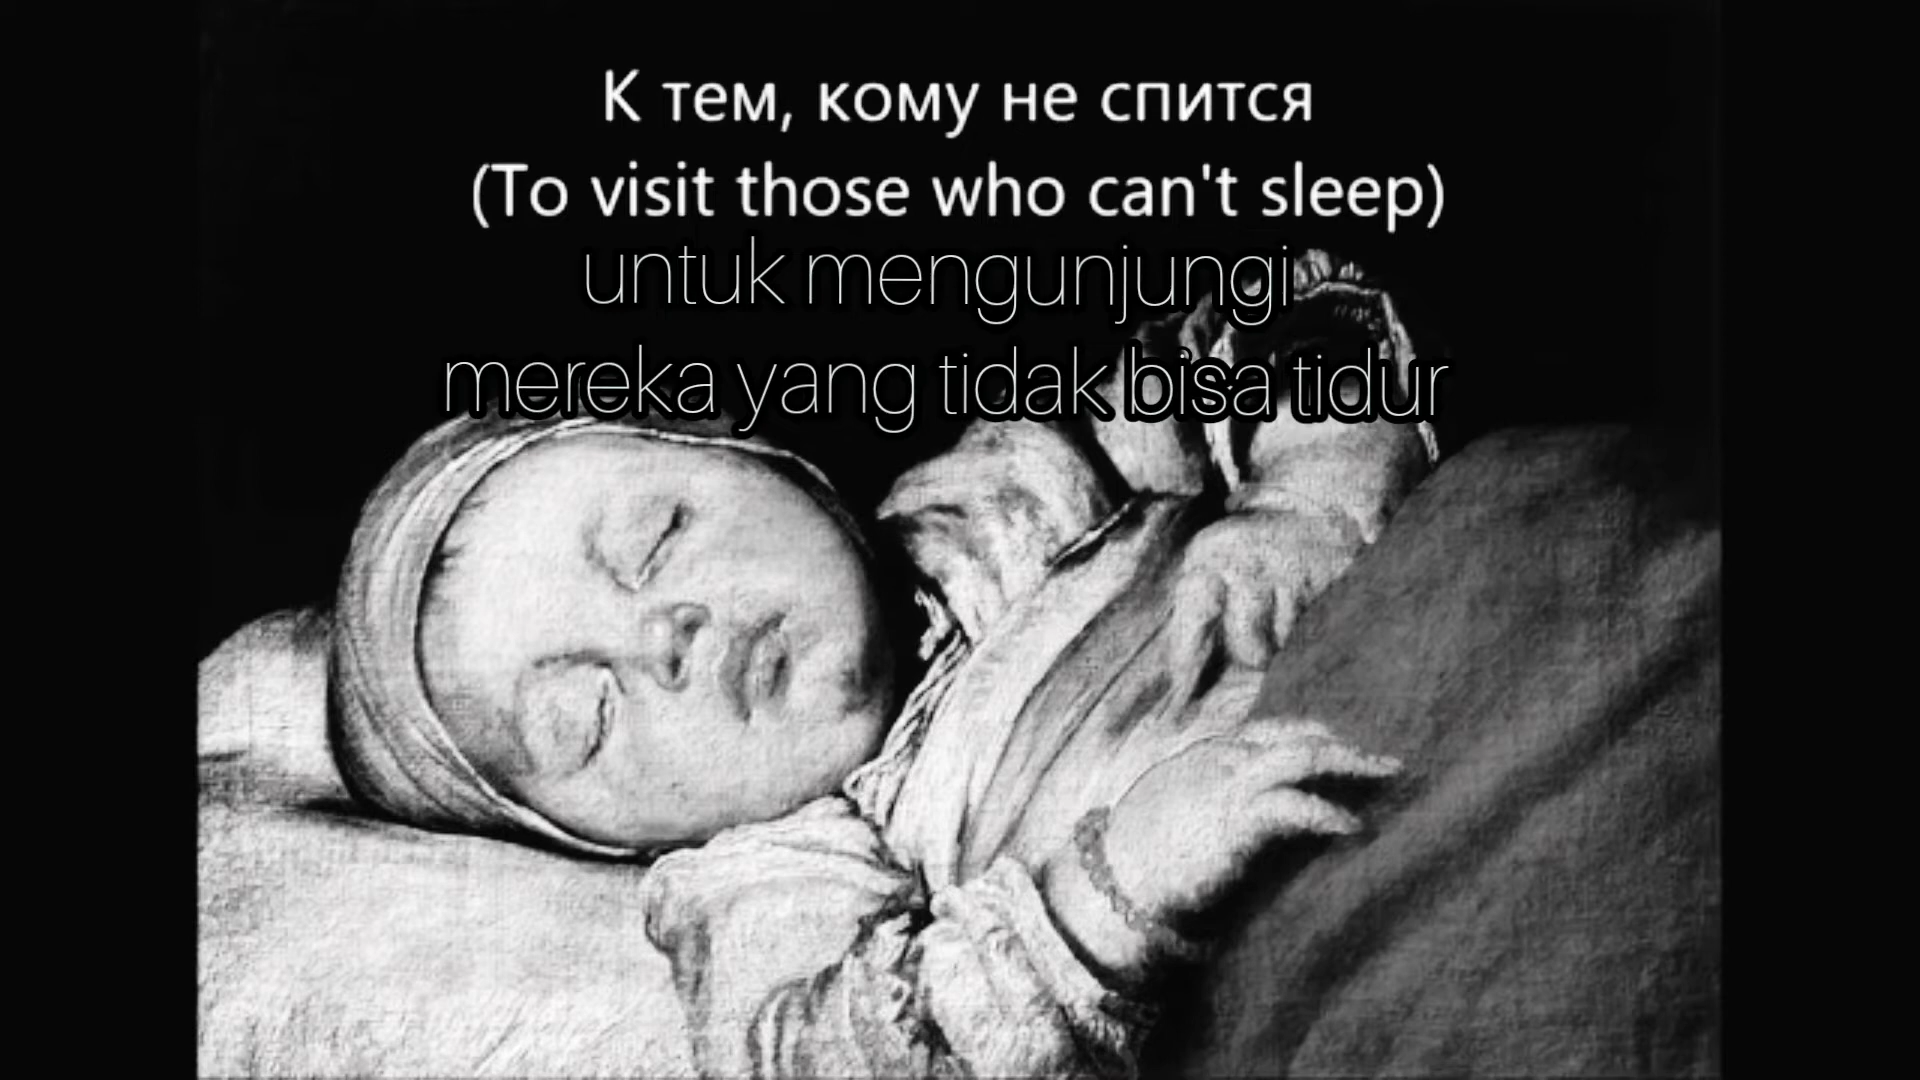 К тем, кому не спится
(To visit those who can't sleep)
untuk mengunjungi
mereka yang tidak bisa tidur